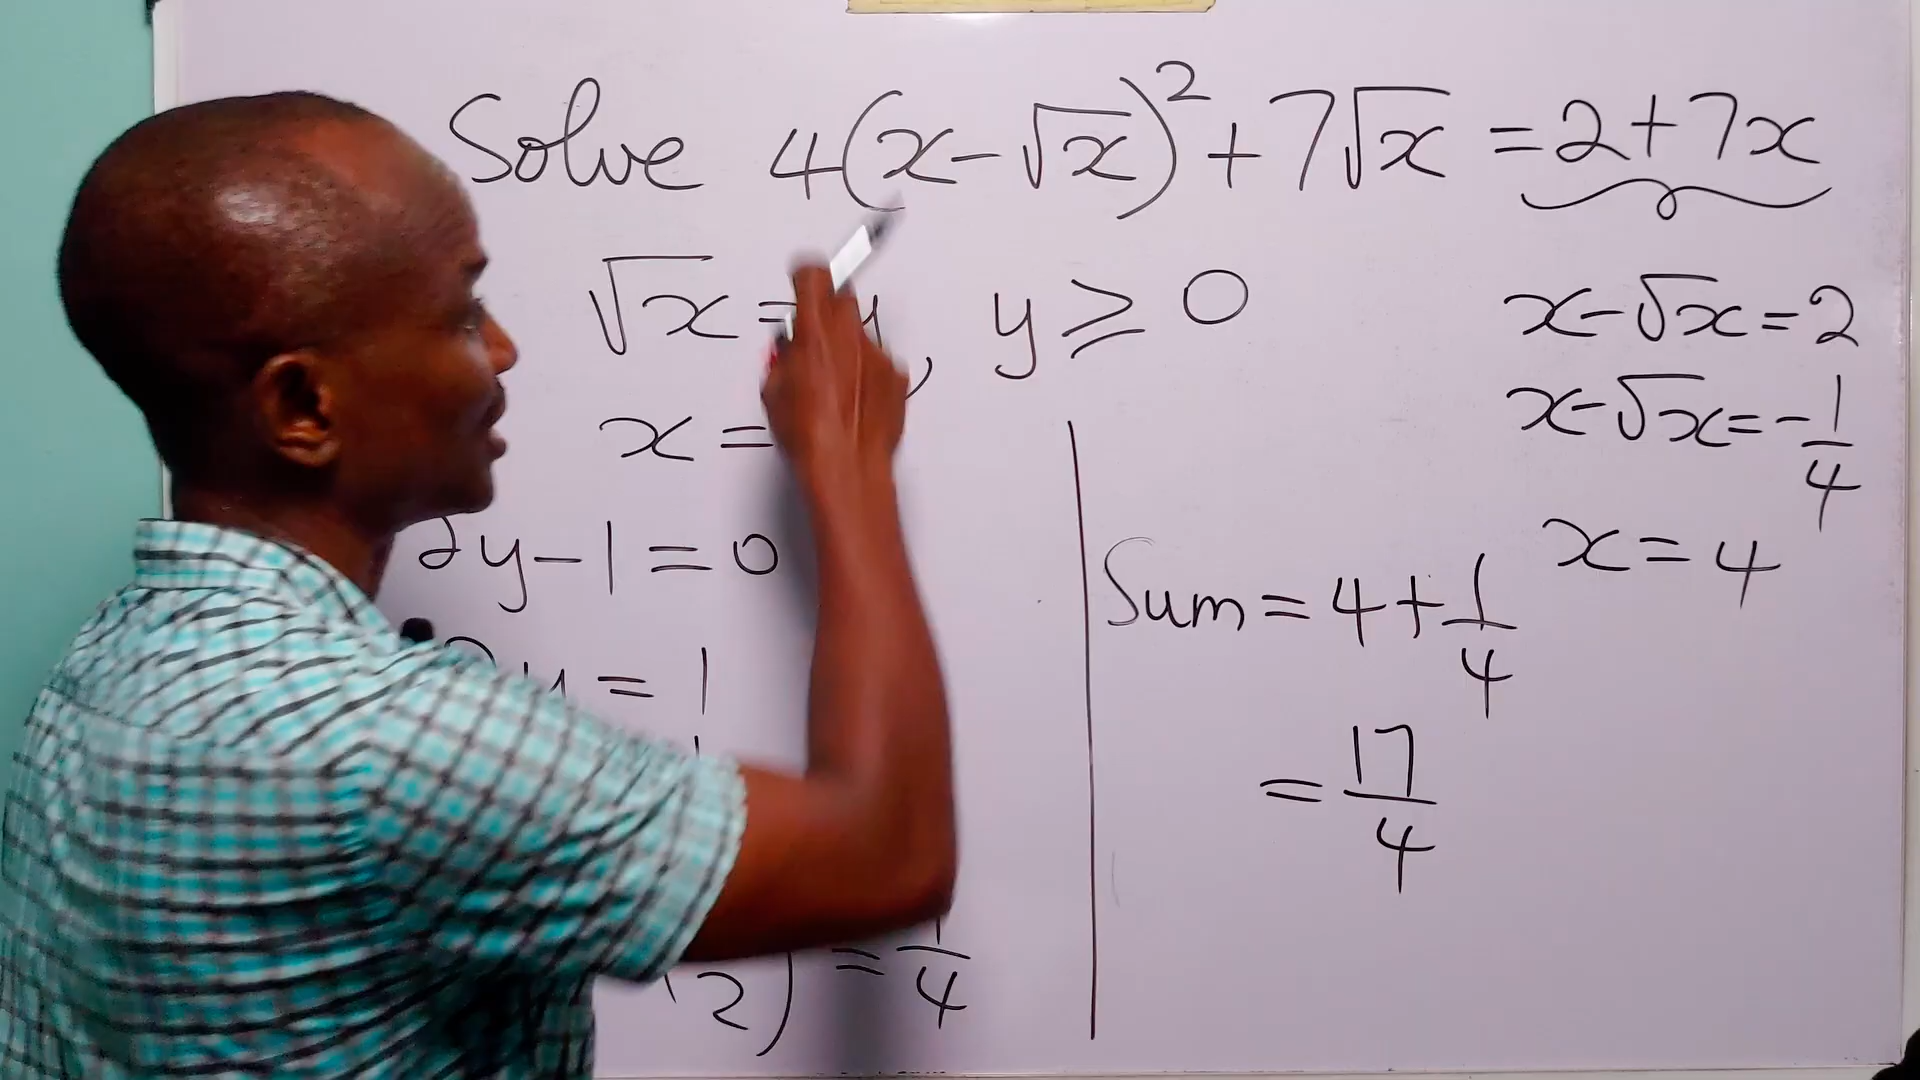 Solve 4(x-√x)²+7√x = 2+7x
√x = y, y ≥ 0
x =
2y-1=0
2y = 1
1
2) = 1/4
x-√x=2
x-√x=-1/4
x = 4
Sum = 4+1/4
= 17/4